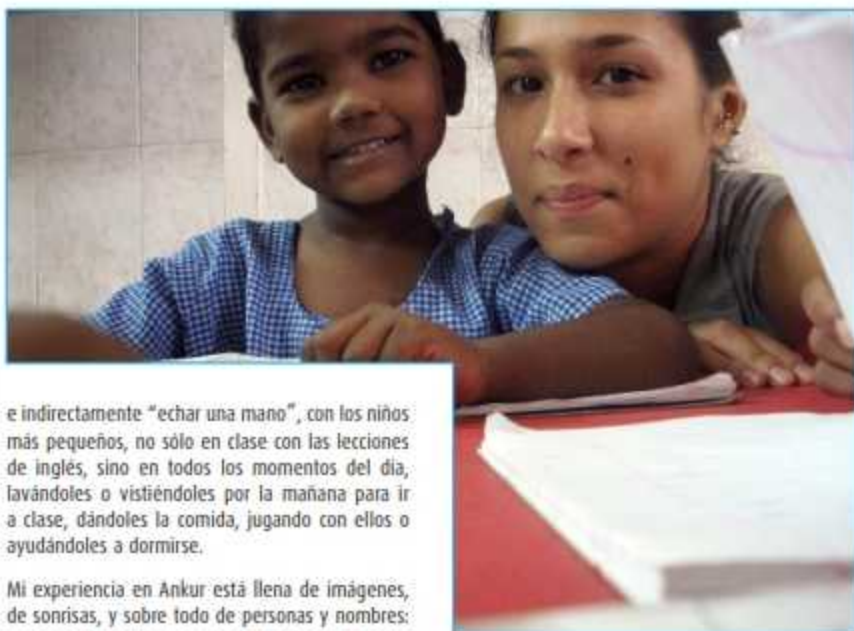 e indirectamente “echar una mano”, con los niños
más pequeños, no sólo en clase con las lecciones
de inglés, sino en todos los momentos del día,
lavándoles o vistiéndoles por la mañana para ir
a clase, dándoles la comida, jugando con ellos o
ayudándoles a dormirse.
Mi experiencia en Ankur está llena de imágenes,
de sonrisas, y sobre todo de personas y nombres: